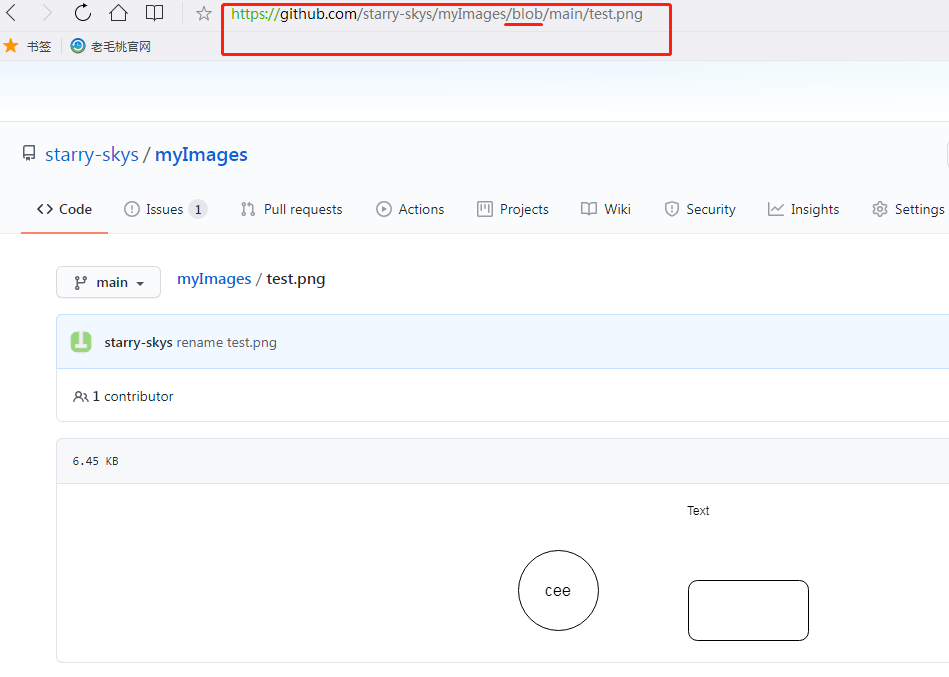 https://github.com/starry-skys/myImages/blob/main/test.png
书签 老毛桃官网
starry-skys / myImages
Code Issues 1 Pull requests Actions Projects Wiki Security Insights Settings
main myImages / test.png
starry-skys rename test.png
1 contributor
6.45 KB
Text
cee